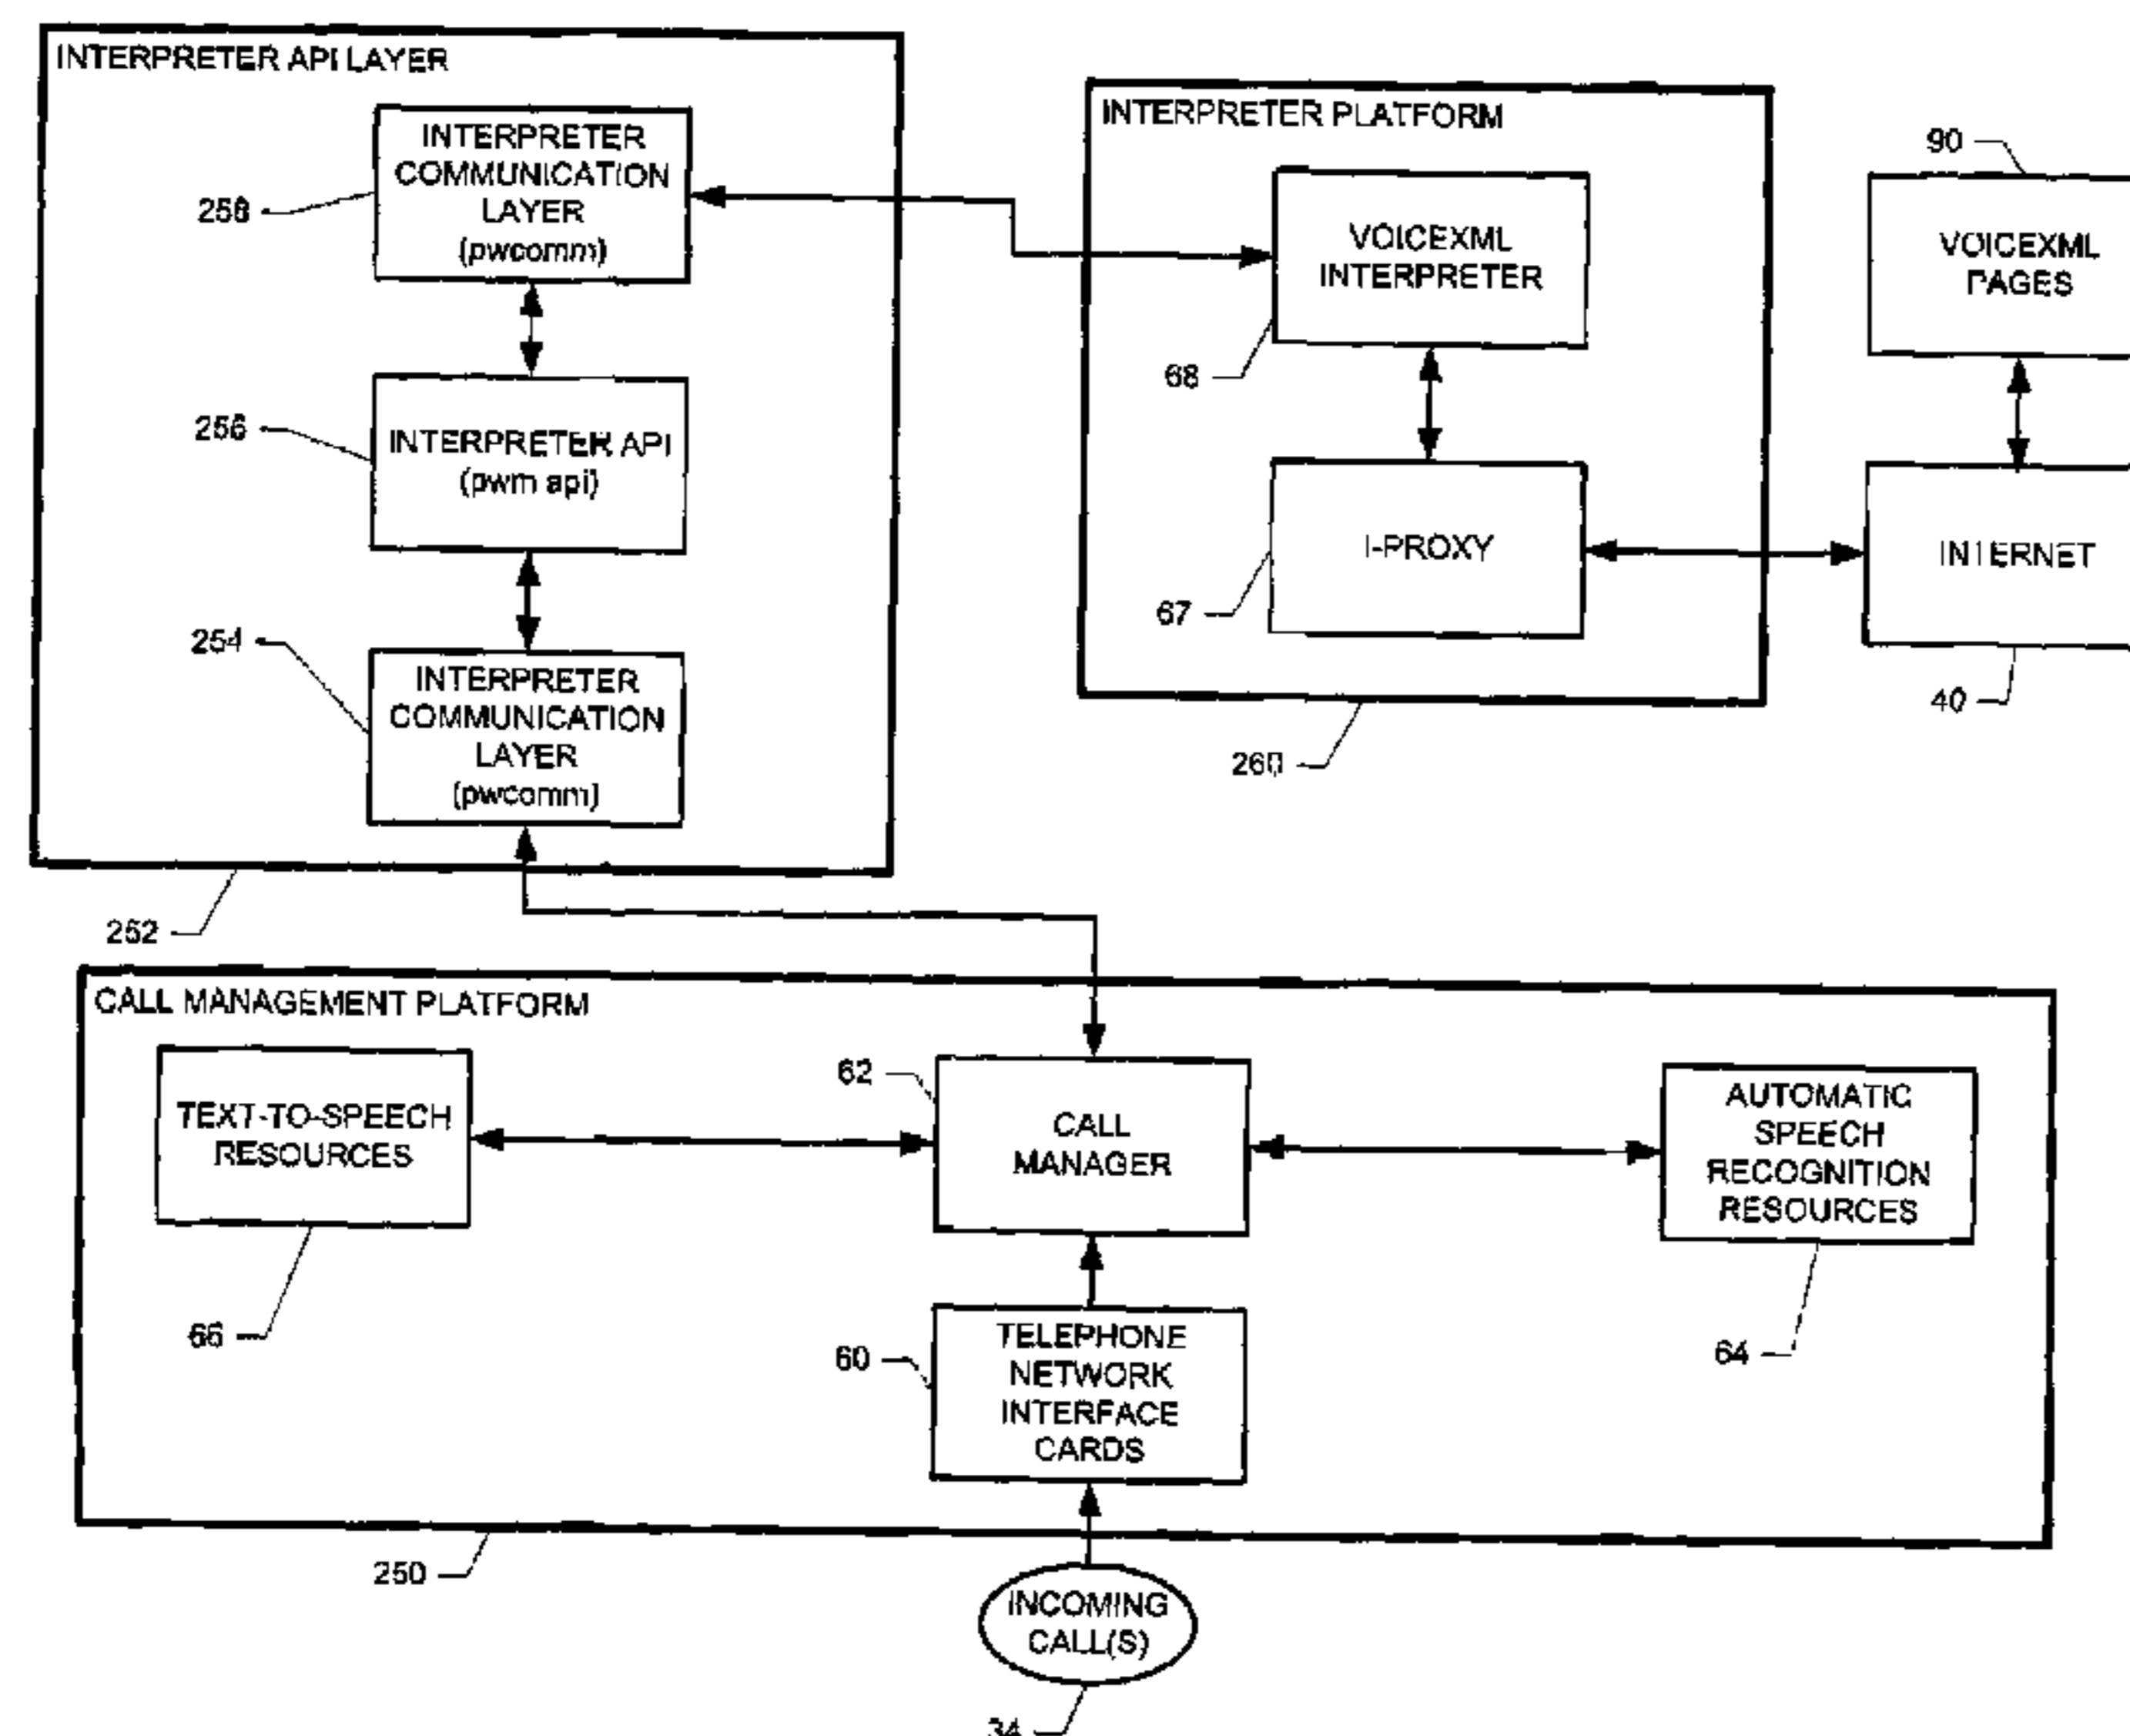 INTERPRETER API LAYER
INTERPRETER
COMMUNICATION
LAYER
(pwcomm)
258
INTERPRETER API
(pwm api)
256
254
INTERPRETER
COMMUNICATION
LAYER
(pwcomm)
252
INTERPRETER PLATFORM
VOICEXML
INTERPRETER
68
I-PROXY
67
260
90
VOICEXML
PAGES
INTERNET
40
CALL MANAGEMENT PLATFORM
TEXT-TO-SPEECH
RESOURCES
66
62
CALL
MANAGER
AUTOMATIC
SPEECH
RECOGNITION
RESOURCES
64
60
TELEPHONE
NETWORK
INTERFACE
CARDS
250
INCOMING
CALL(S)
34